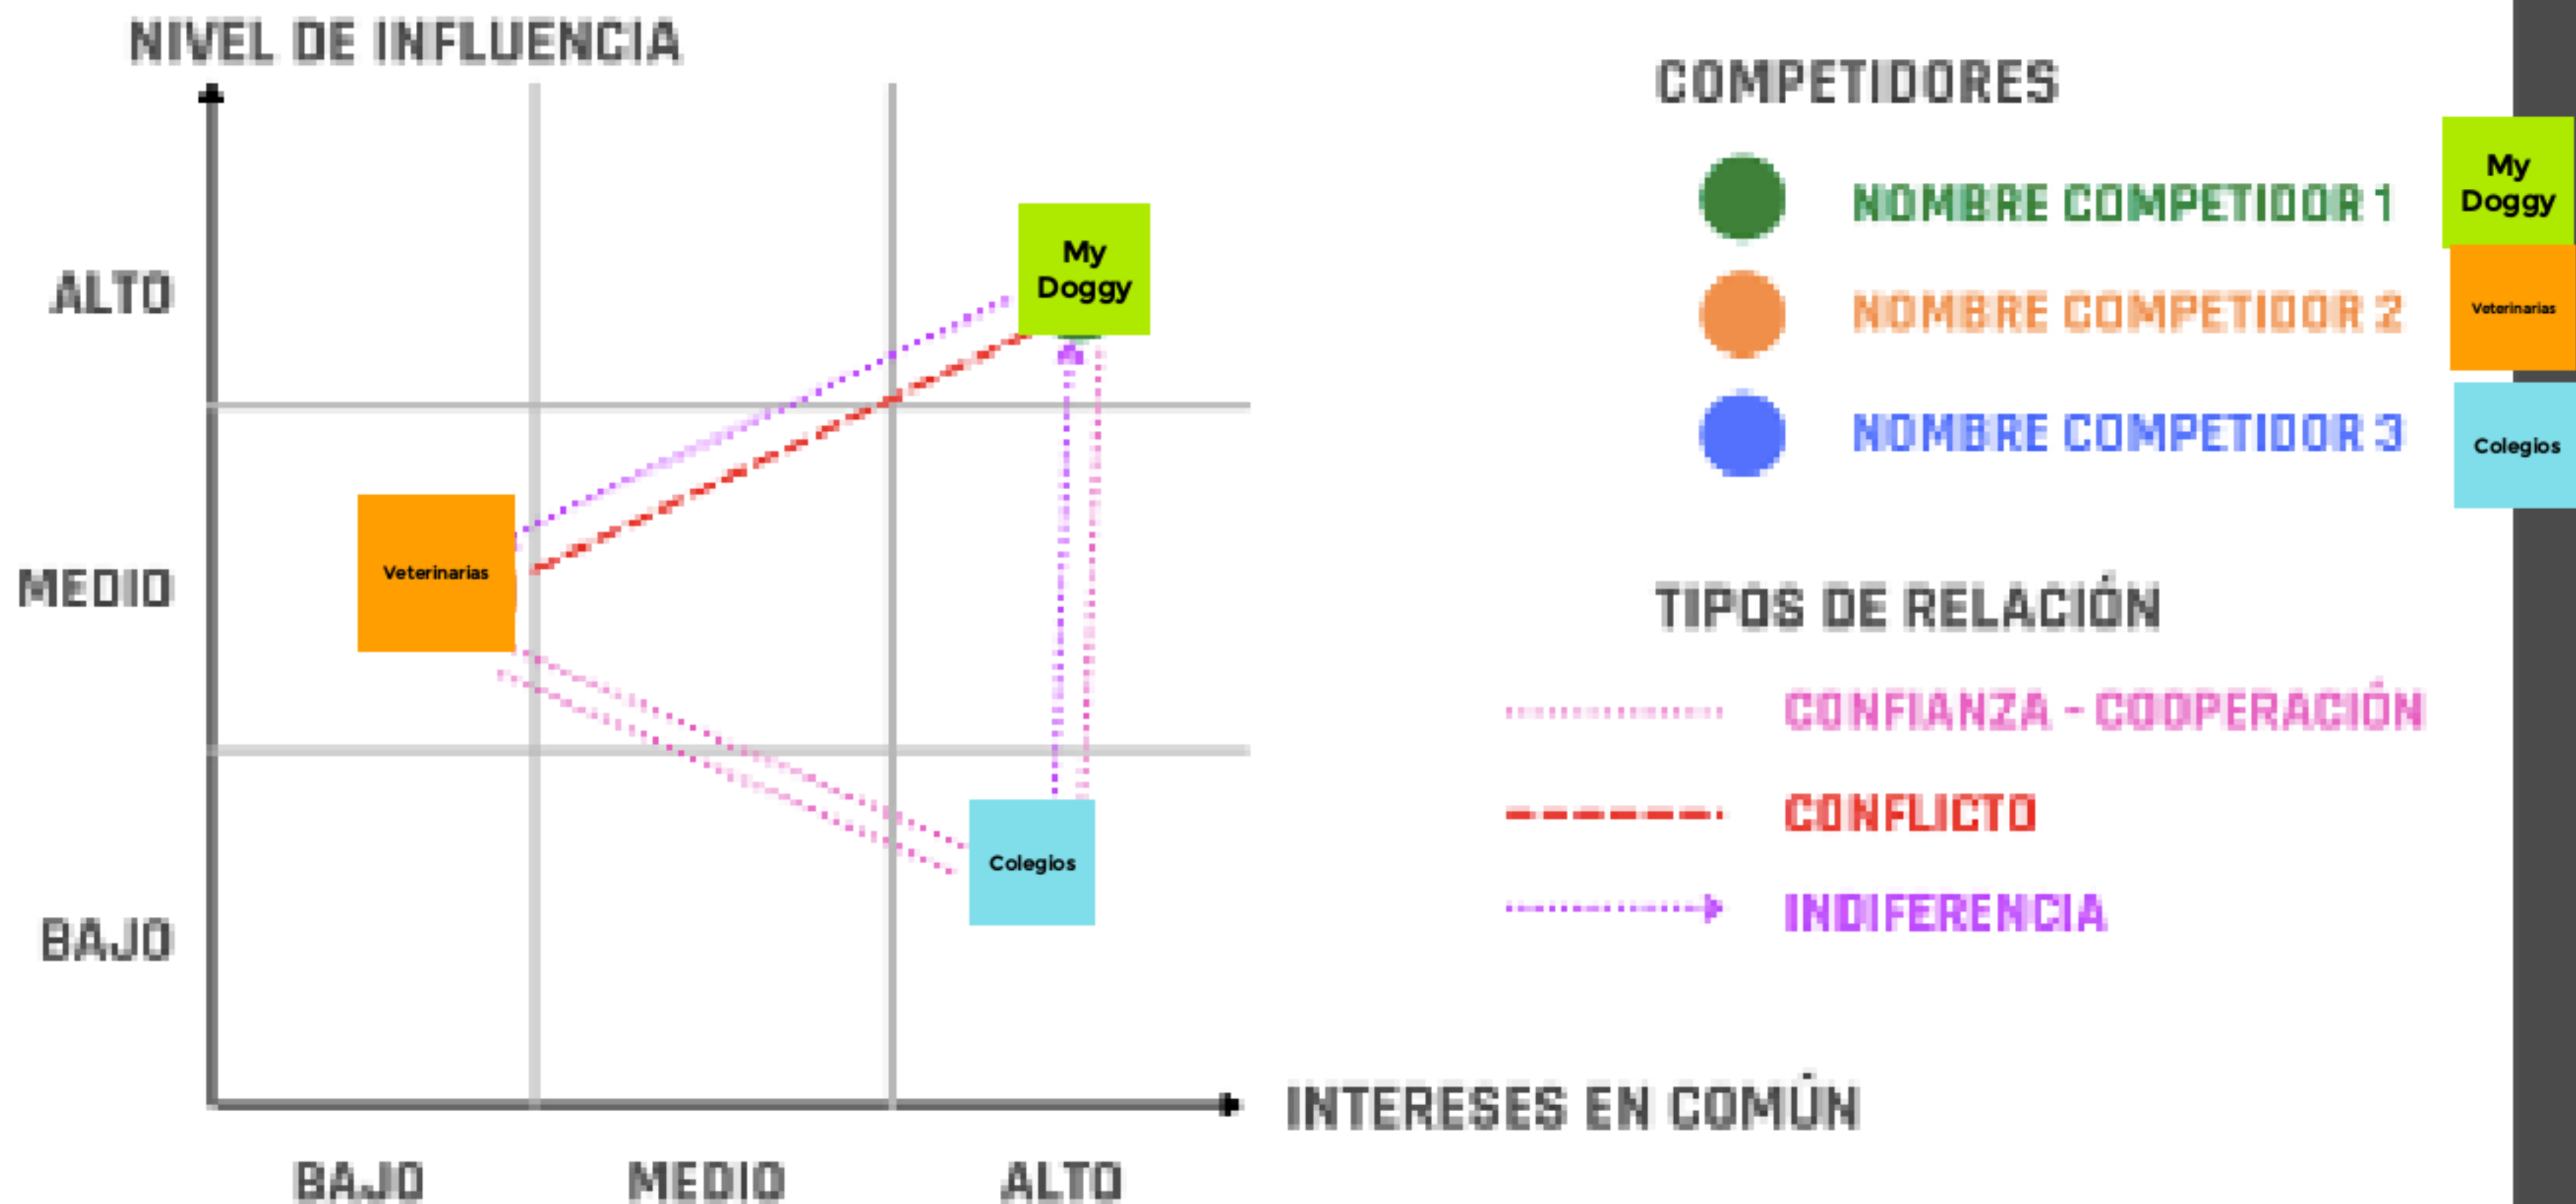 NIVEL DE INFLUENCIA
ALTO
MEDIO
BAJO
My
Doggy
Veterinarias
Colegios
BAJO
MEDIO
ALTO
INTERESES EN COMÚN
COMPETIDORES
NOMBRE COMPETIDOR 1
My
Doggy
NOMBRE COMPETIDOR 2
Veterinarias
NOMBRE COMPETIDOR 3
Colegios
TIPOS DE RELACIÓN
CONFIANZA - COOPERACIÓN
CONFLICTO
INDIFERENCIA